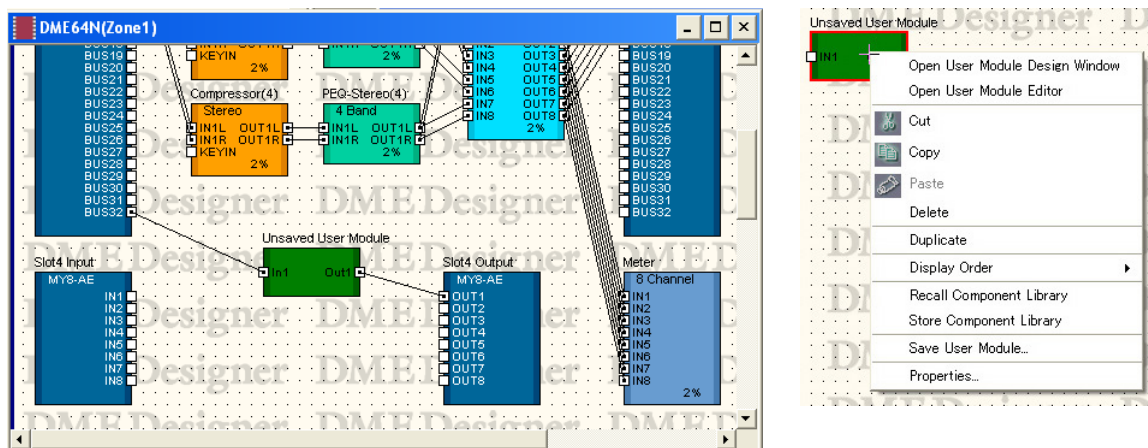 DME64N(Zone1)
BUS19
BUS20
BUS21
BUS22
BUS23
BUS24
BUS25
BUS26
BUS27
BUS28
BUS29
BUS30
BUS31
BUS32
KEYIN
2%
2%
Compressor(4)
Stereo
IN1L OUT1L
IN1R OUT1R
KEYIN
2%
PEQ-Stereo(4)
4 Band
IN1L OUT1L
IN1R OUT1R
2%
IN3 OUT3
IN4 OUT4
IN5 OUT5
IN6 OUT6
IN7 OUT7
IN8 OUT8
2%
BUS19
BUS20
BUS21
BUS22
BUS23
BUS24
BUS25
BUS26
BUS27
BUS28
BUS29
BUS30
BUS31
BUS32
Unsaved User Module
In1 Out1
Slot4 Input
MY8-AE
IN1
IN2
IN3
IN4
IN5
IN6
IN7
IN8
Slot4 Output
MY8-AE
OUT1
OUT2
OUT3
OUT4
OUT5
OUT6
OUT7
OUT8
Meter
8 Channel
IN1
IN2
IN3
IN4
IN5
IN6
IN7
IN8
2%
DME Designer
Unsaved User Module
IN1
Open User Module Design Window
Open User Module Editor
Cut
Copy
Paste
Delete
Duplicate
Display Order
Recall Component Library
Store Component Library
Save User Module...
Properties...